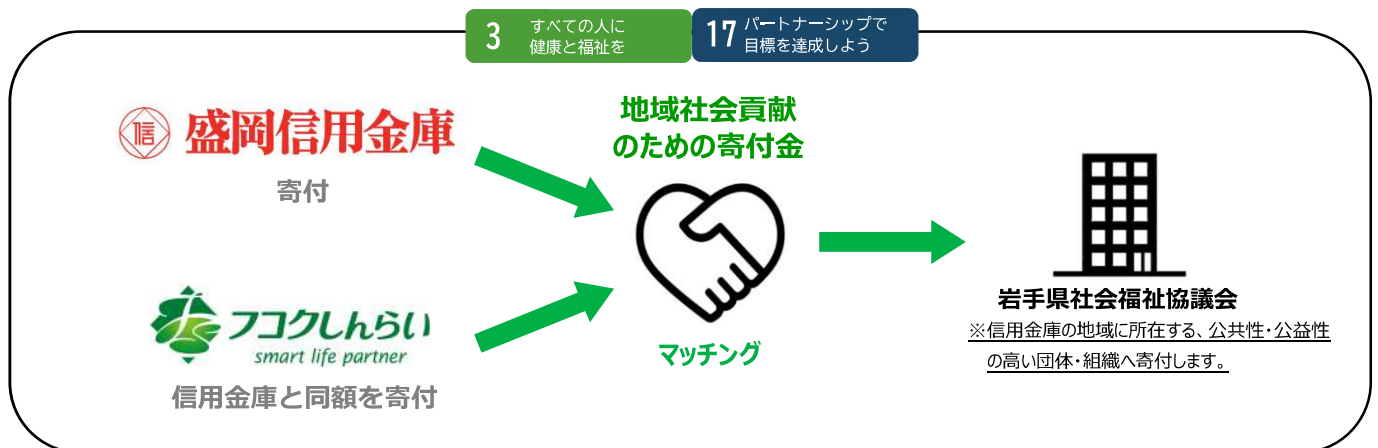 3 すべての人に
健康と福祉を
17 パートナーシップで
目標を達成しよう
地域社会貢献
のための寄付金
信 盛岡信用金庫
寄付
フコクしんらい
smart life partner
信用金庫と同額を寄付
マッチング
岩手県社会福祉協議会
※信用金庫の地域に所在する、公共性・公益性
の高い団体・組織へ寄付します。